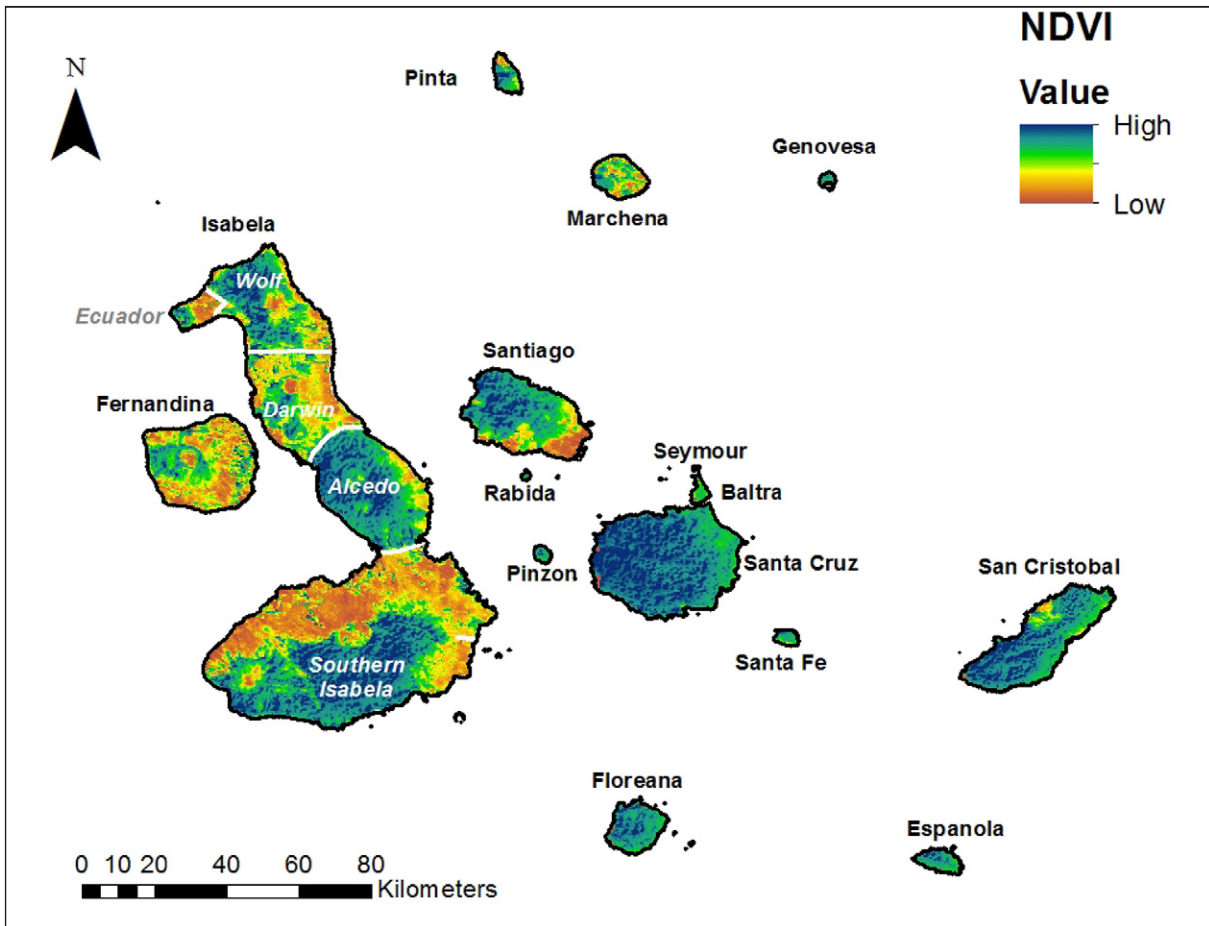 NDVI
Value
High
Low
N
Pinta
Genovesa
Marchena
Isabela
Wolf
Ecuador
Santiago
Fernandina
Darwin
Seymour
Alcedo
Rabida
Baltra
Pinzon
Santa Cruz
San Cristobal
Santa Fe
Southern
Isabela
Floreana
Espanola
0 10 20 40 60 80
Kilometers